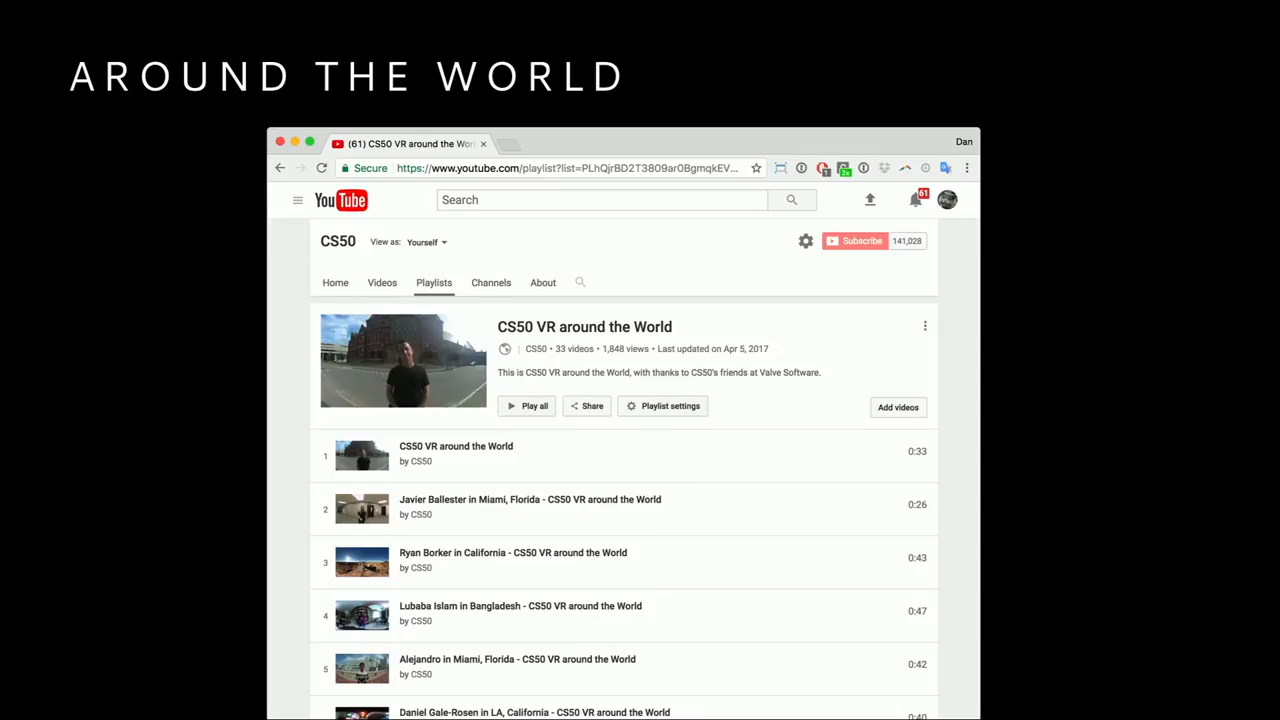 AROUND THE WORLD
(61) CS50 VR around the Wor
Dan
Secure https://www.youtube.com/playlist?list=PLhQjrBD2T3809ar0BgmqkEV...
1
2x
YouTube
Search
61
CS50
View as: Yourself
Subscribe 141,028
Home Videos Playlists Channels About
CS50 VR around the World
CS50 • 33 videos • 1,848 views • Last updated on Apr 5, 2017
This is CS50 VR around the World, with thanks to CS50's friends at Valve Software.
Play all Share Playlist settings Add videos
1 CS50 VR around the World 0:33
by CS50
2 Javier Ballester in Miami, Florida - CS50 VR around the World 0:26
by CS50
3 Ryan Borker in California - CS50 VR around the World 0:43
by CS50
4 Lubaba Islam in Bangladesh - CS50 VR around the World 0:47
by CS50
5 Alejandro in Miami, Florida - CS50 VR around the World 0:42
by CS50
Daniel Gale-Rosen in LA, California - CS50 VR around the World 0:40